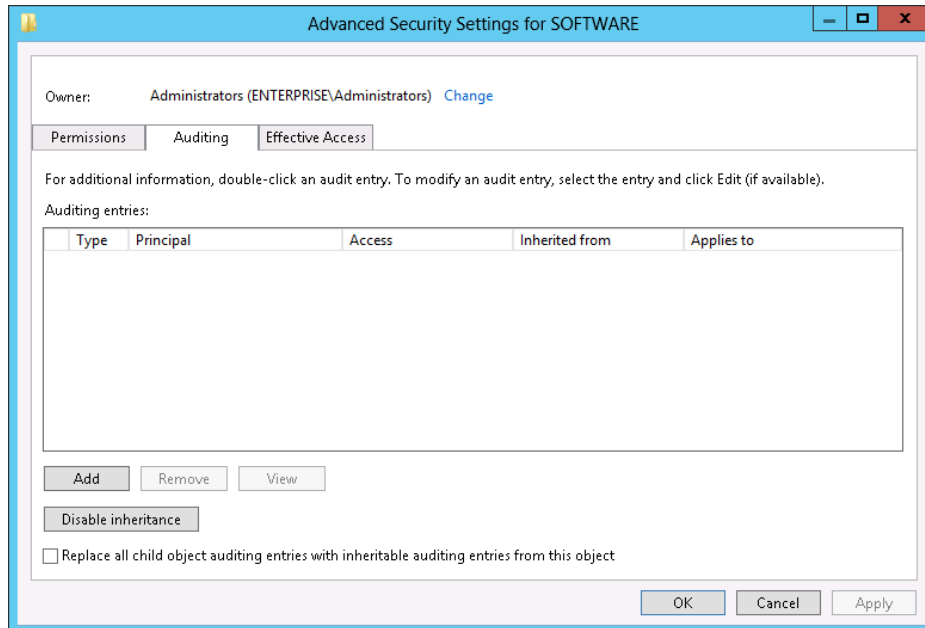 Advanced Security Settings for SOFTWARE
Owner: Administrators (ENTERPRISE\Administrators) Change
Permissions Auditing Effective Access
For additional information, double-click an audit entry. To modify an audit entry, select the entry and click Edit (if available).
Auditing entries:
Type Principal Access Inherited from Applies to
Add Remove View
Disable inheritance
Replace all child object auditing entries with inheritable auditing entries from this object
OK Cancel Apply